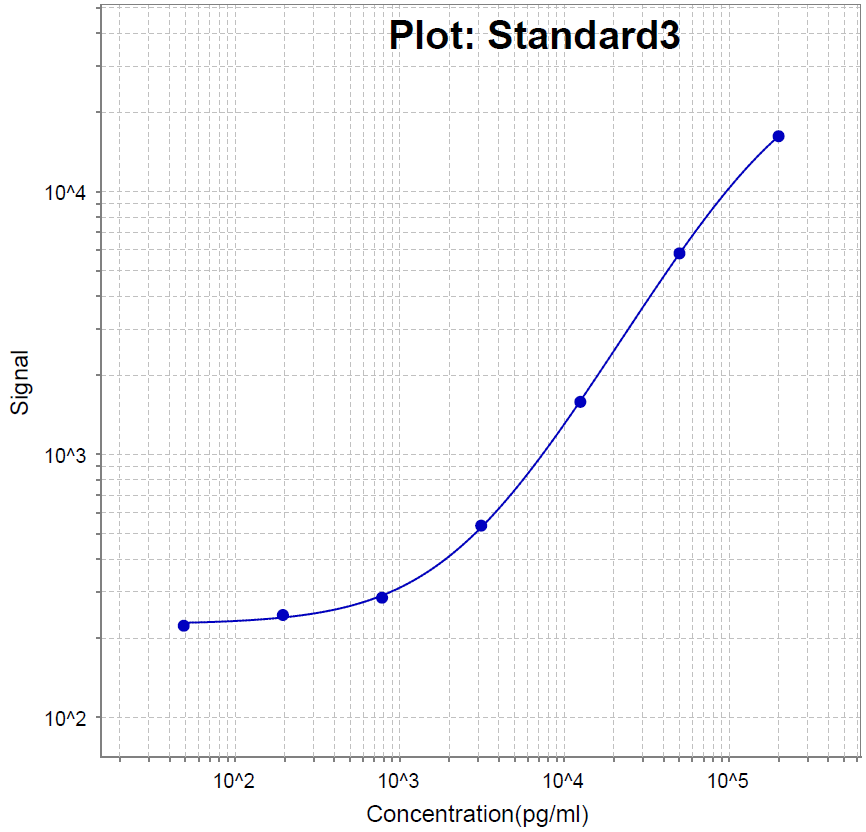 Plot: Standard3
10^4
10^3
10^2
Signal
10^2 10^3 10^4 10^5
Concentration(pg/ml)